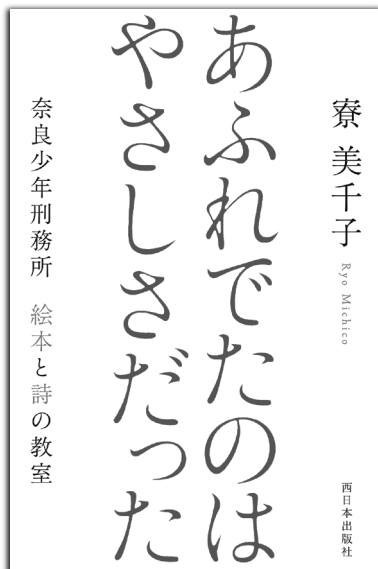 寮 美千子
Ryo Michico
西日本出版社
あふれでたのは
やさしさだった
奈良少年刑務所 絵本と詩の教室